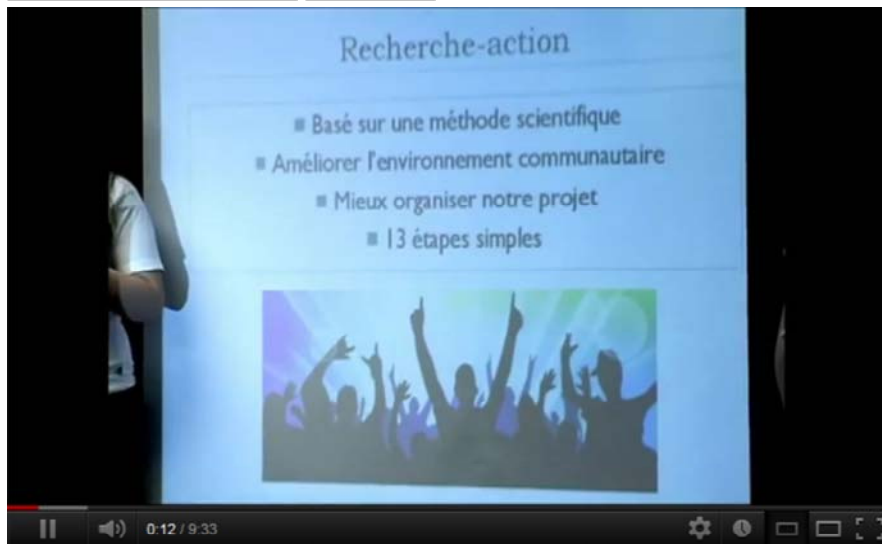 Recherche-action
▪ Basé sur une méthode scientifique
▪ Améliorer l'environnement communautaire
▪ Mieux organiser notre projet
▪ 13 étapes simples
0:12 / 9:33